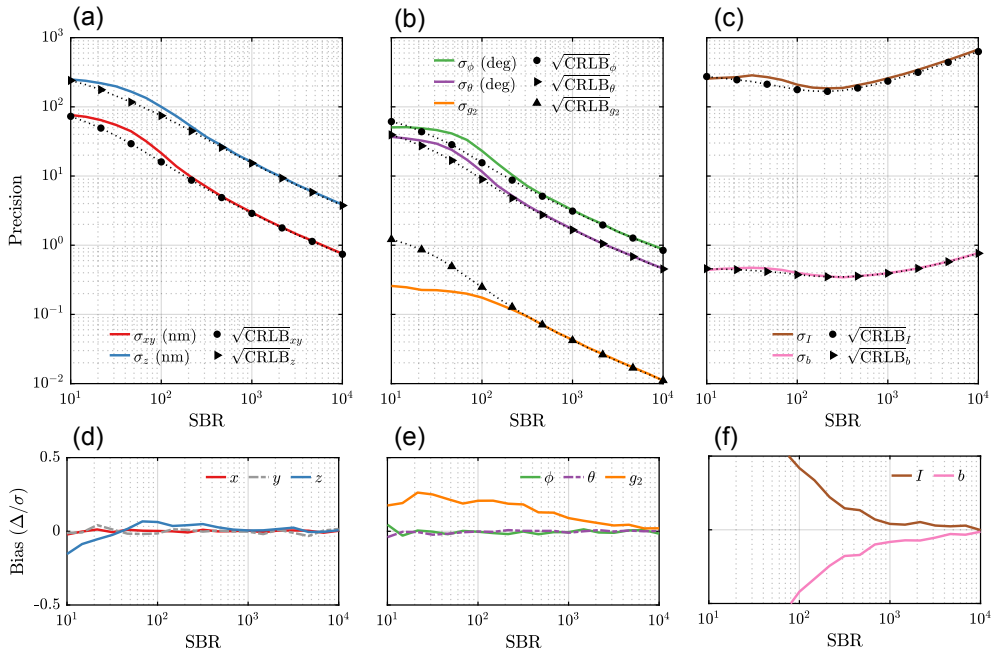 (a)
(b)
(c)
Precision
10³
10²
10¹
10⁰
10⁻¹
10⁻²
σ_xy (nm) √CRLB_xy
σ_z (nm) √CRLB_z
10¹ 10² 10³ 10⁴
SBR
σ_ϕ (deg) √CRLB_ϕ
σ_θ (deg) √CRLB_θ
σ_g₂ √CRLB_g₂
10¹ 10² 10³ 10⁴
SBR
σ_I √CRLB_I
σ_b √CRLB_b
10¹ 10² 10³ 10⁴
SBR
(d)
(e)
(f)
Bias (Δ/σ)
0.5
0
-0.5
x y z
10¹ 10² 10³ 10⁴
SBR
ϕ θ g₂
10¹ 10² 10³ 10⁴
SBR
I b
10¹ 10² 10³ 10⁴
SBR